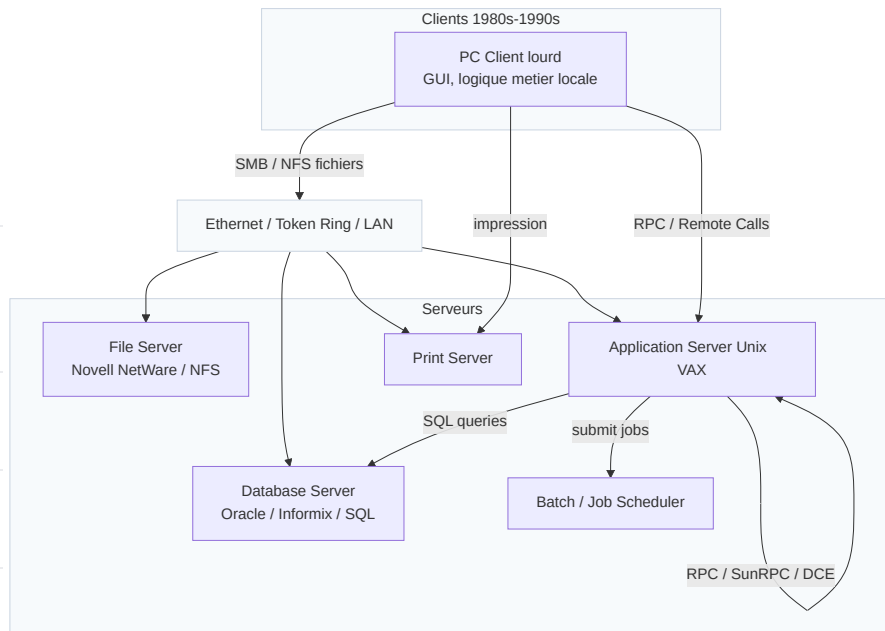 Clients 1980s-1990s
PC Client lourd
GUI, logique metier locale
SMB / NFS fichiers
Ethernet / Token Ring / LAN
impression
RPC / Remote Calls
Serveurs
File Server
Novell NetWare / NFS
Print Server
Application Server Unix
VAX
SQL queries
submit jobs
Database Server
Oracle / Informix / SQL
Batch / Job Scheduler
RPC / SunRPC / DCE